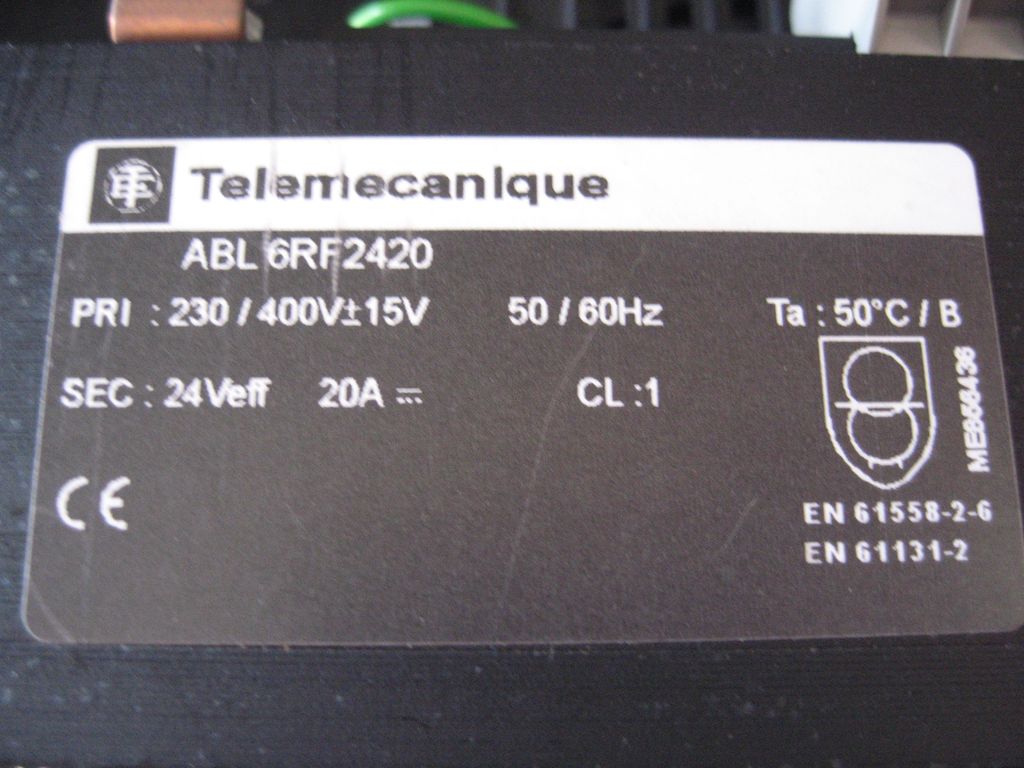 Telemecanique
ABL 6RF2420
PRI : 230 / 400V±15V 50 / 60Hz Ta : 50°C / B
SEC : 24Veff 20A ⎓ CL :1
CE
EN 61558-2-6
EN 61131-2